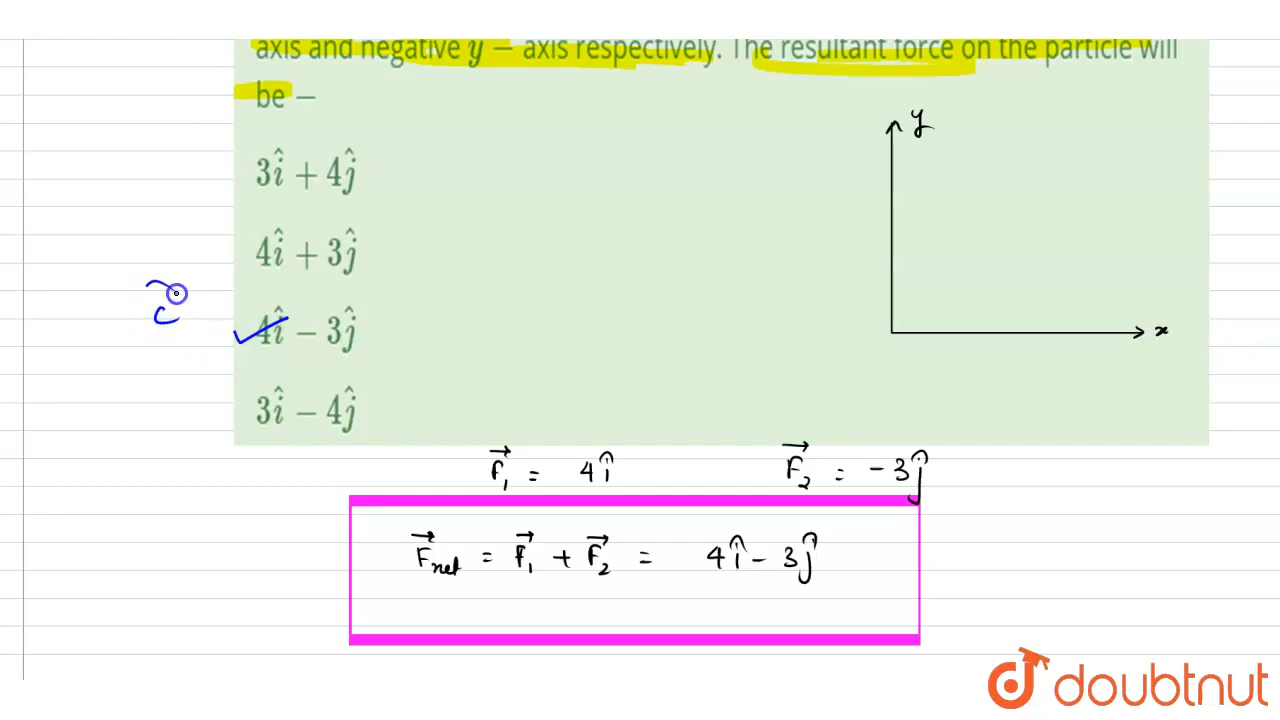 axis and negative y − axis respectively. The resultant force on the particle will
be −
y
3î + 4ĵ
4î + 3ĵ
c
4î − 3ĵ
x
3î − 4ĵ
F⃗₁ = 4î F⃗₂ = −3ĵ
F⃗net = F⃗₁ + F⃗₂ = 4î − 3ĵ
doubtnut